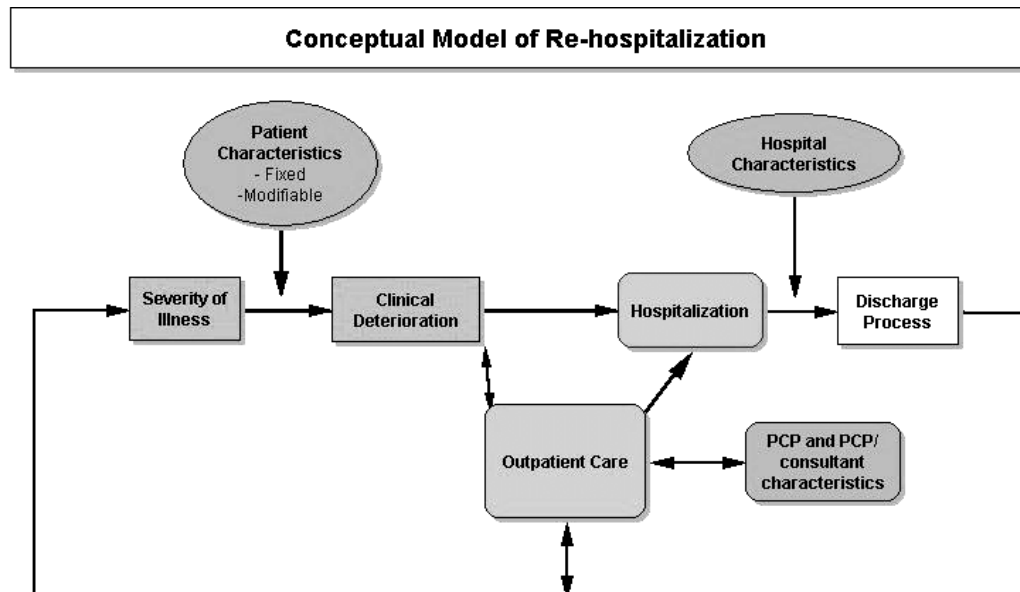 Conceptual Model of Re-hospitalization
Patient
Characteristics
- Fixed
-Modifiable
Hospital
Characteristics
Severity of
Illness
Clinical
Deterioration
Hospitalization
Discharge
Process
Outpatient Care
PCP and PCP/
consultant
characteristics